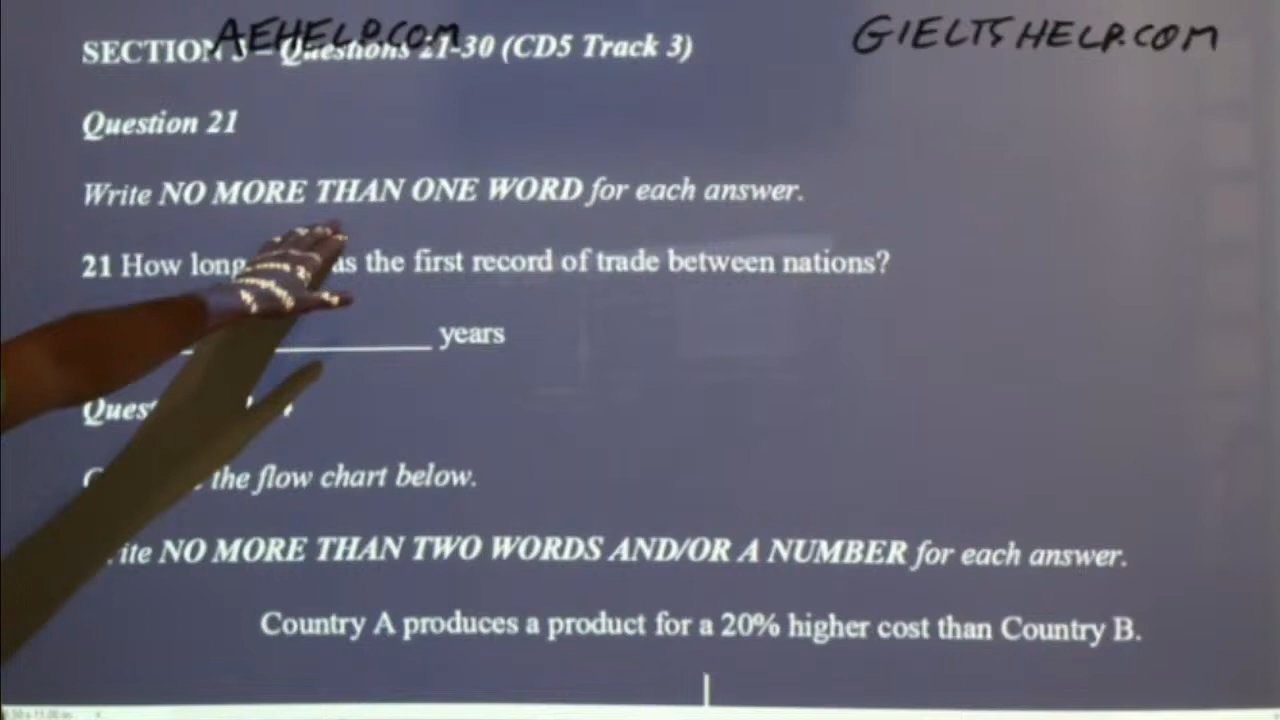 AEHELP.COM GIELTSHELP.COM
SECTION 3 – Questions 21-30 (CD5 Track 3)
Question 21
Write NO MORE THAN ONE WORD for each answer.
21 How long as the first record of trade between nations?
years
the flow chart below.
NO MORE THAN TWO WORDS AND/OR A NUMBER for each answer.
Country A produces a product for a 20% higher cost than Country B.